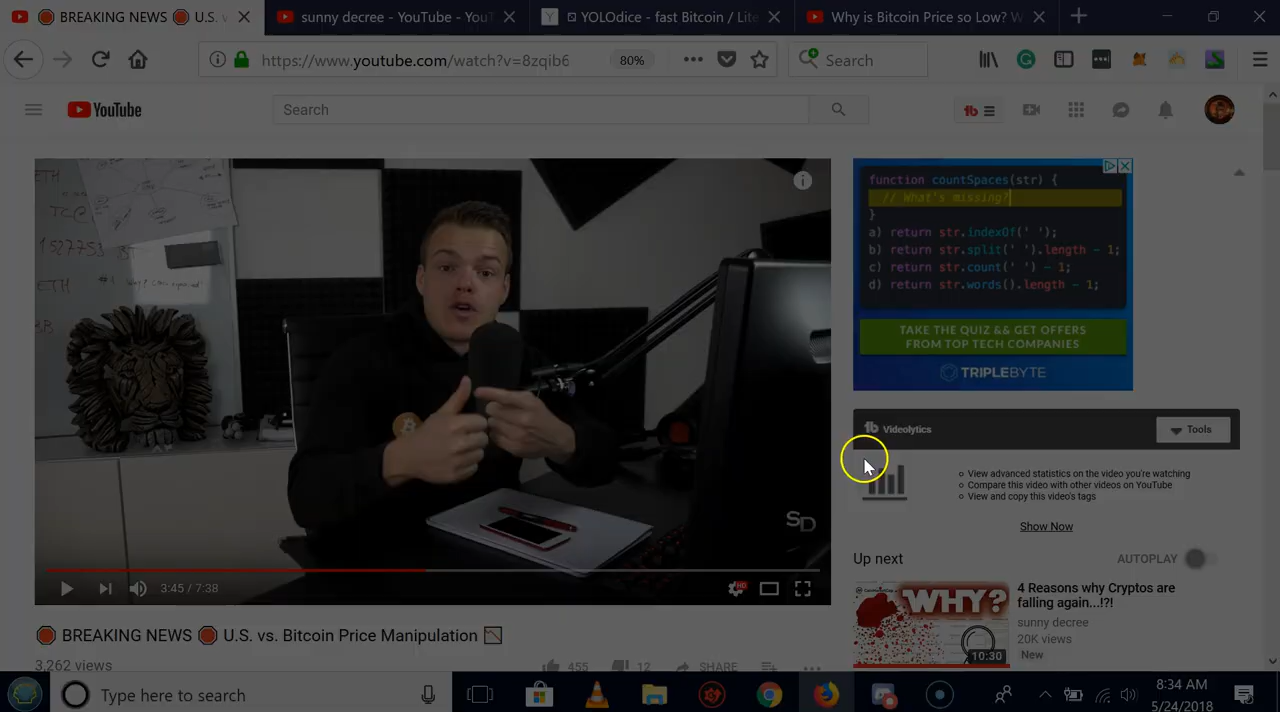 BREAKING NEWS U.S. v
sunny decree - YouTube - YouT
YOLOdice - fast Bitcoin / Lite
Why is Bitcoin Price so Low? W
https://www.youtube.com/watch?v=8zqib6
80%
Search
YouTube
Search
ETH
1527753
ETH
function countSpaces(str) {
// What's missing?
}
a) return str.indexOf(' ');
b) return str.split(' ').length - 1;
c) return str.count(' ') - 1;
d) return str.words().length - 1;
TAKE THE QUIZ && GET OFFERS
FROM TOP TECH COMPANIES
TRIPLEBYTE
SD
3:45 / 7:38
HD
tb Videolytics
Tools
View advanced statistics on the video you're watching
Compare this video with other videos on YouTube
View and copy this video's tags
Show Now
Up next
AUTOPLAY
WHY?
10:30
4 Reasons why Cryptos are
falling again...!?!
sunny decree
20K views
New
BREAKING NEWS U.S. vs. Bitcoin Price Manipulation
3,262 views
455
12
SHARE
Type here to search
8:34 AM
5/24/2018